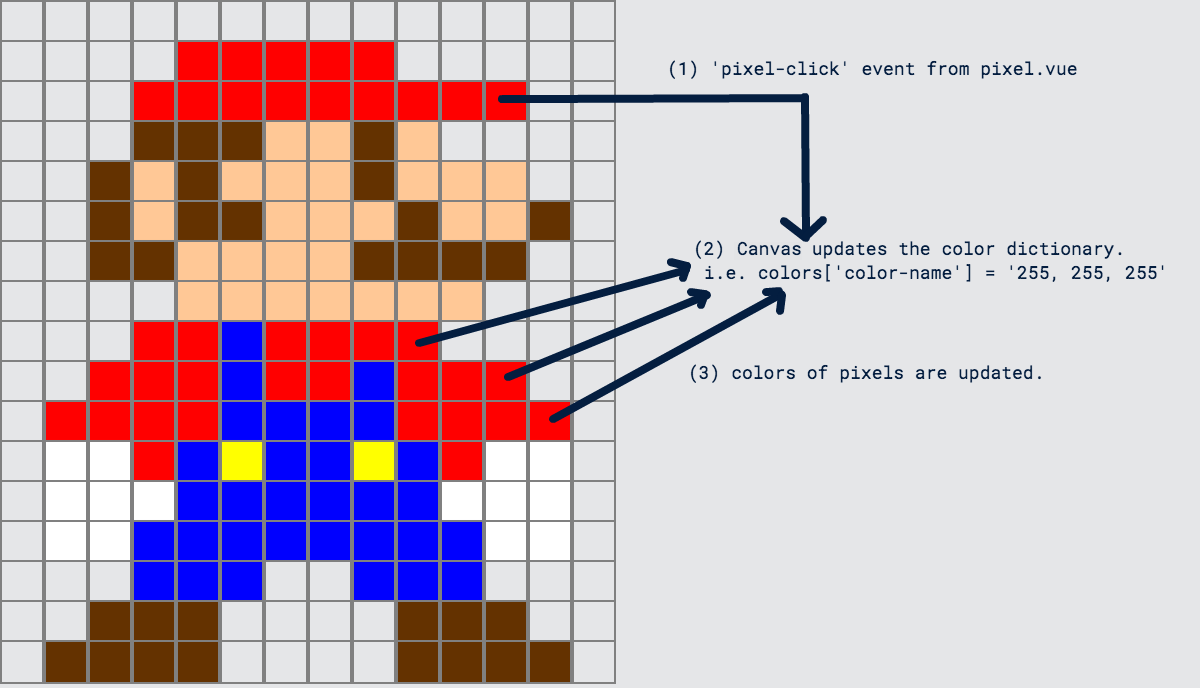 (1) 'pixel-click' event from pixel.vue
(2) Canvas updates the color dictionary.
i.e. colors['color-name'] = '255, 255, 255'
(3) colors of pixels are updated.